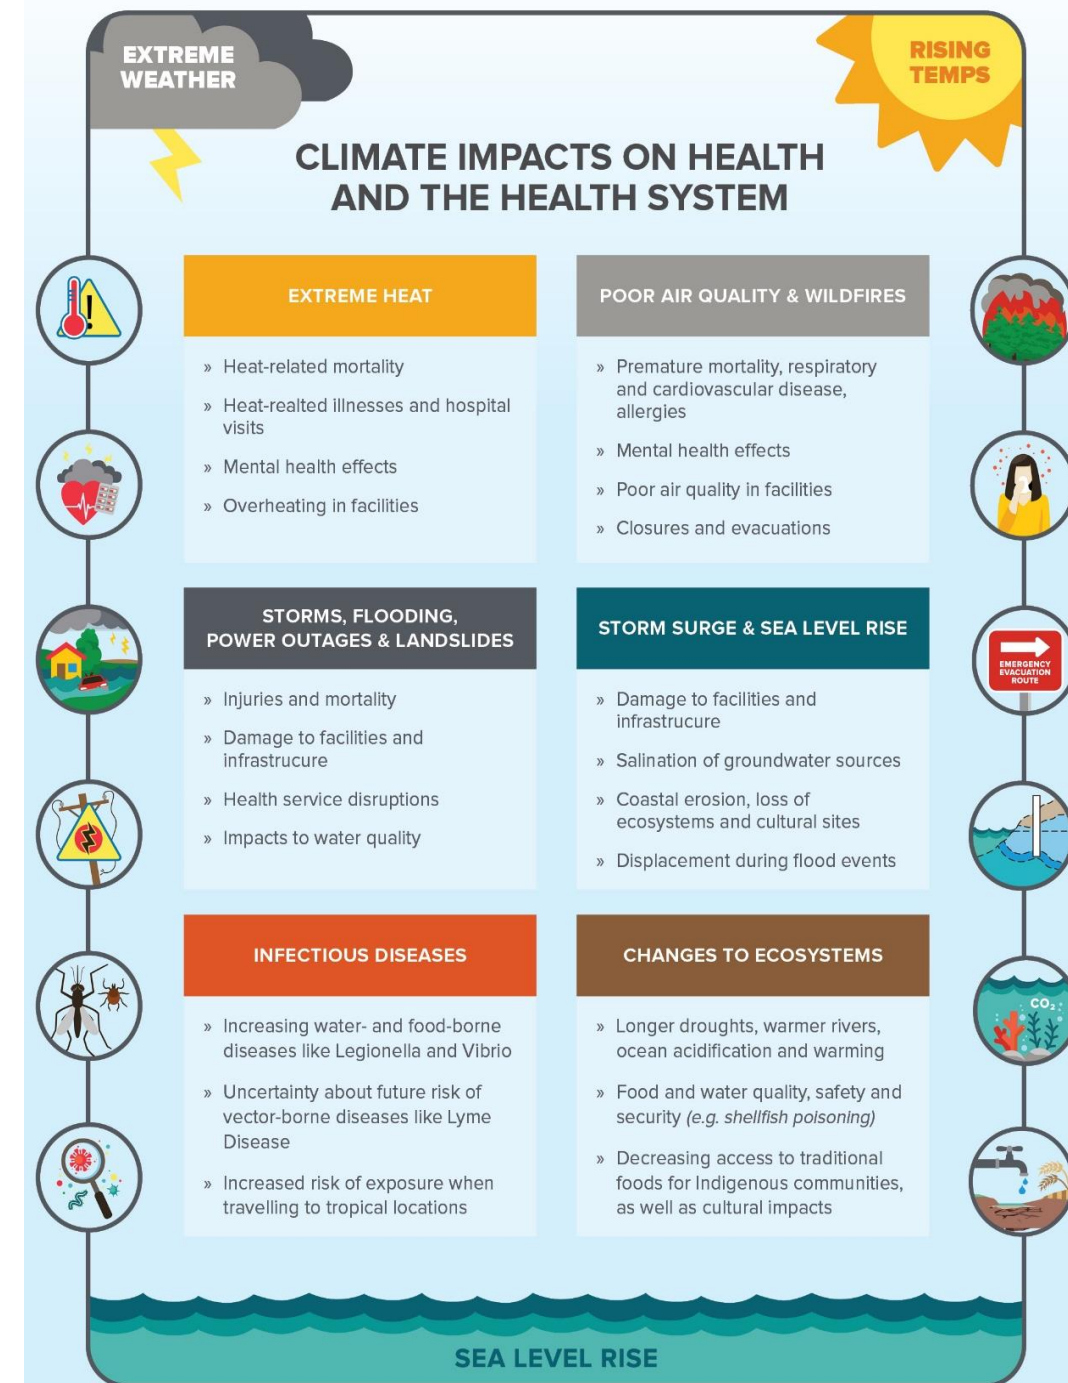 EXTREME
WEATHER
RISING
TEMPS
CLIMATE IMPACTS ON HEALTH
AND THE HEALTH SYSTEM
EXTREME HEAT
» Heat-related mortality
» Heat-realted illnesses and hospital
visits
» Mental health effects
» Overheating in facilities
POOR AIR QUALITY & WILDFIRES
» Premature mortality, respiratory
and cardiovascular disease,
allergies
» Mental health effects
» Poor air quality in facilities
» Closures and evacuations
STORMS, FLOODING,
POWER OUTAGES & LANDSLIDES
» Injuries and mortality
» Damage to facilities and
infrastrucure
» Health service disruptions
» Impacts to water quality
STORM SURGE & SEA LEVEL RISE
» Damage to facilities and
infrastrucure
» Salination of groundwater sources
» Coastal erosion, loss of
ecosystems and cultural sites
» Displacement during flood events
EMERGENCY
EVACUATION
ROUTE
INFECTIOUS DISEASES
» Increasing water- and food-borne
diseases like Legionella and Vibrio
» Uncertainty about future risk of
vector-borne diseases like Lyme
Disease
» Increased risk of exposure when
travelling to tropical locations
CHANGES TO ECOSYSTEMS
» Longer droughts, warmer rivers,
ocean acidification and warming
» Food and water quality, safety and
security (e.g. shellfish poisoning)
» Decreasing access to traditional
foods for Indigenous communities,
as well as cultural impacts
CO₂
SEA LEVEL RISE